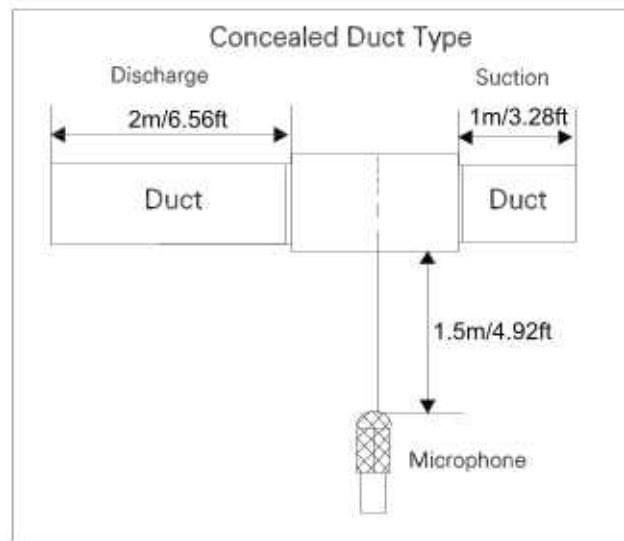 Concealed Duct Type
Discharge
Suction
2m/6.56ft
1m/3.28ft
Duct
Duct
1.5m/4.92ft
Microphone